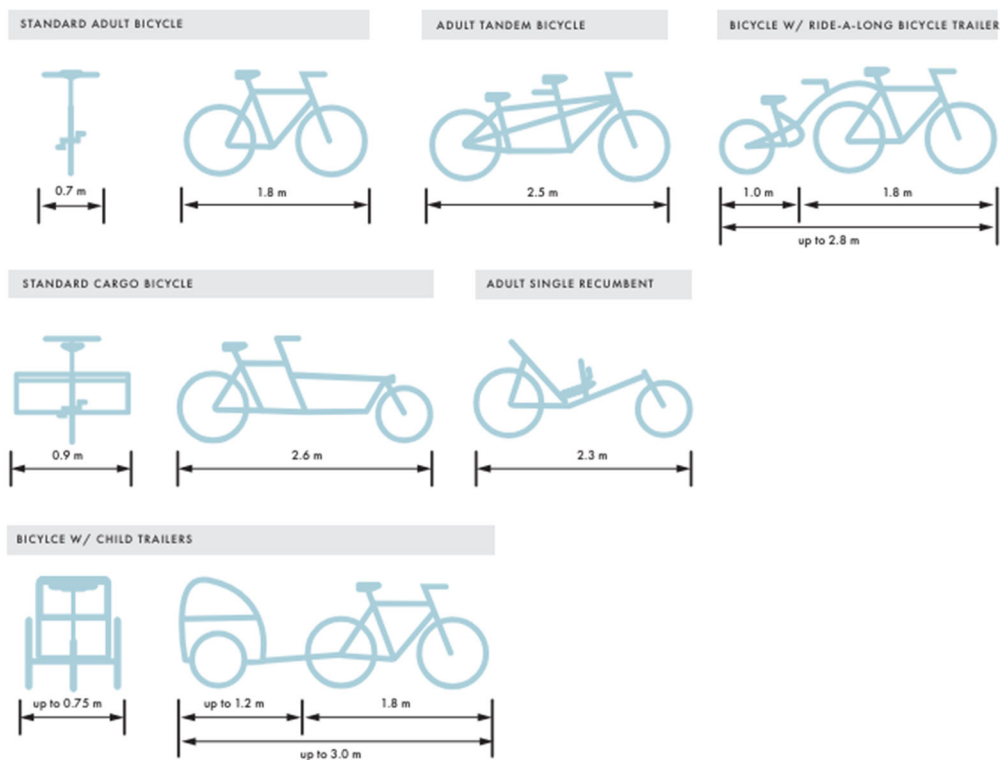 STANDARD ADULT BICYCLE
ADULT TANDEM BICYCLE
BICYCLE W/ RIDE-A-LONG BICYCLE TRAILER
0.7 m
1.8 m
2.5 m
1.0 m
1.8 m
up to 2.8 m
STANDARD CARGO BICYCLE
ADULT SINGLE RECUMBENT
0.9 m
2.6 m
2.3 m
BICYLCE W/ CHILD TRAILERS
up to 0.75 m
up to 1.2 m
1.8 m
up to 3.0 m